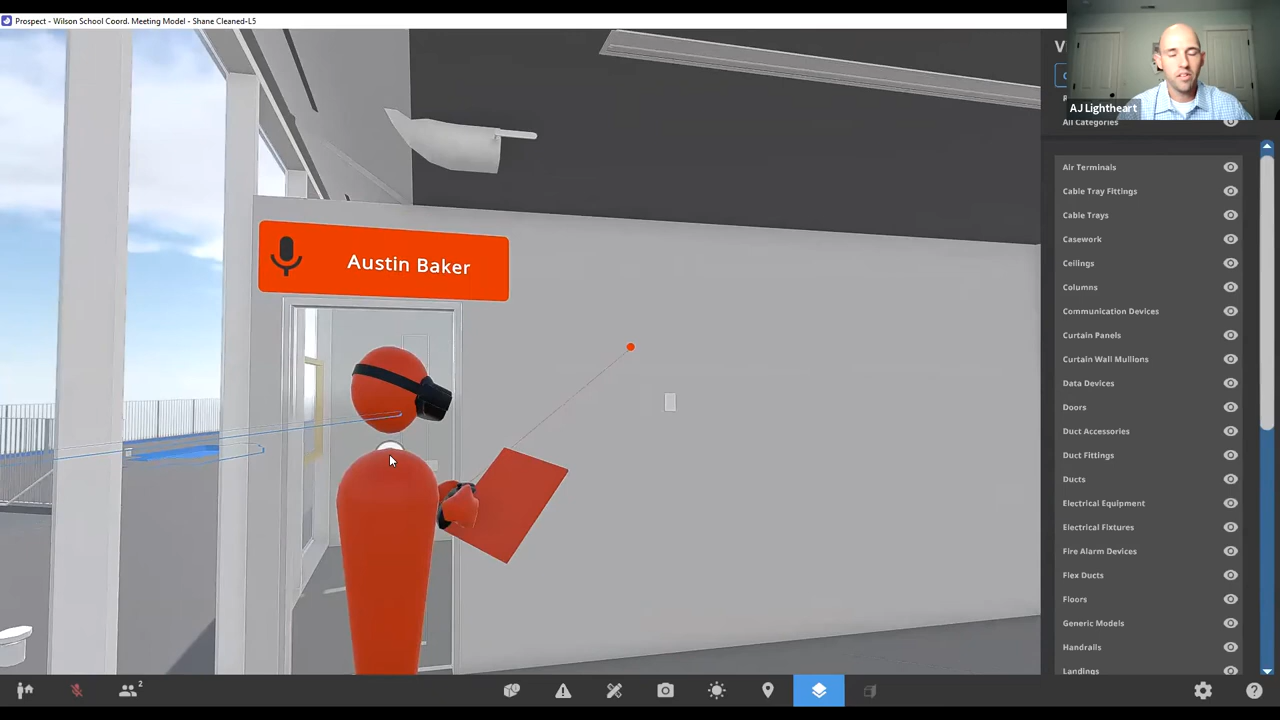 Prospect - Wilson School Coord. Meeting Model - Shane Cleaned-L5
AJ Lightheart
All Categories
Air Terminals
Cable Tray Fittings
Cable Trays
Casework
Ceilings
Columns
Communication Devices
Curtain Panels
Curtain Wall Mullions
Data Devices
Doors
Duct Accessories
Duct Fittings
Ducts
Electrical Equipment
Electrical Fixtures
Fire Alarm Devices
Flex Ducts
Floors
Generic Models
Handrails
Landings
Austin Baker
2